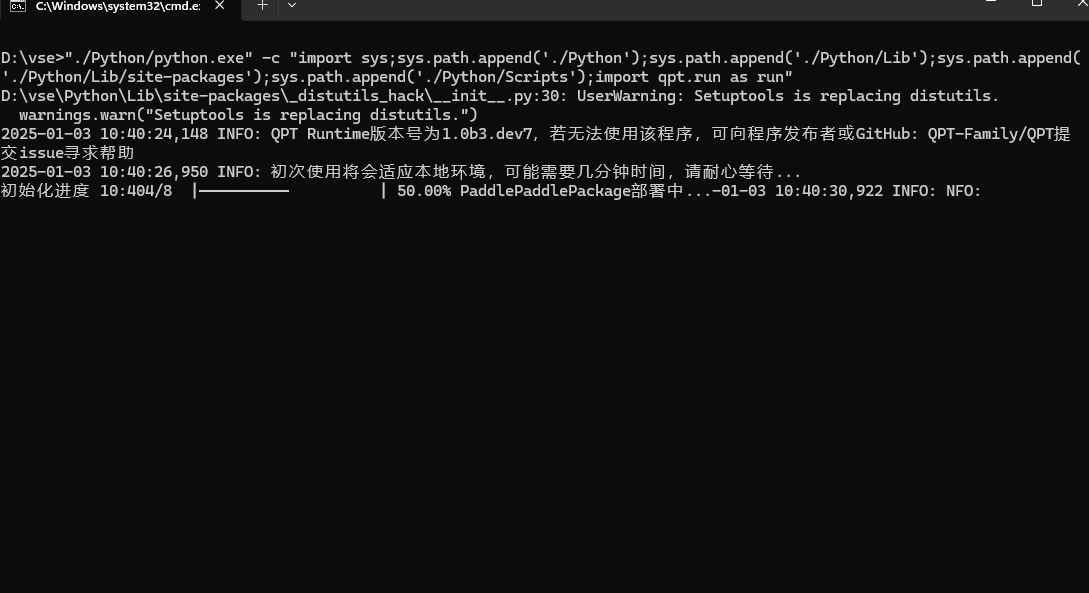 C:\Windows\system32\cmd.e:
D:\vse>"./Python/python.exe" -c "import sys;sys.path.append('./Python');sys.path.append('./Python/Lib');sys.path.append(
'./Python/Lib/site-packages');sys.path.append('./Python/Scripts');import qpt.run as run"
D:\vse\Python\Lib\site-packages\_distutils_hack\__init__.py:30: UserWarning: Setuptools is replacing distutils.
  warnings.warn("Setuptools is replacing distutils.")
2025-01-03 10:40:24,148 INFO: QPT Runtime版本号为1.0b3.dev7，若无法使用该程序，可向程序发布者或GitHub: QPT-Family/QPT提
交issue寻求帮助
2025-01-03 10:40:26,950 INFO: 初次使用将会适应本地环境，可能需要几分钟时间，请耐心等待...
初始化进度 10:404/8  |──────────          | 50.00% PaddlePaddlePackage部署中...-01-03 10:40:30,922 INFO: NFO: